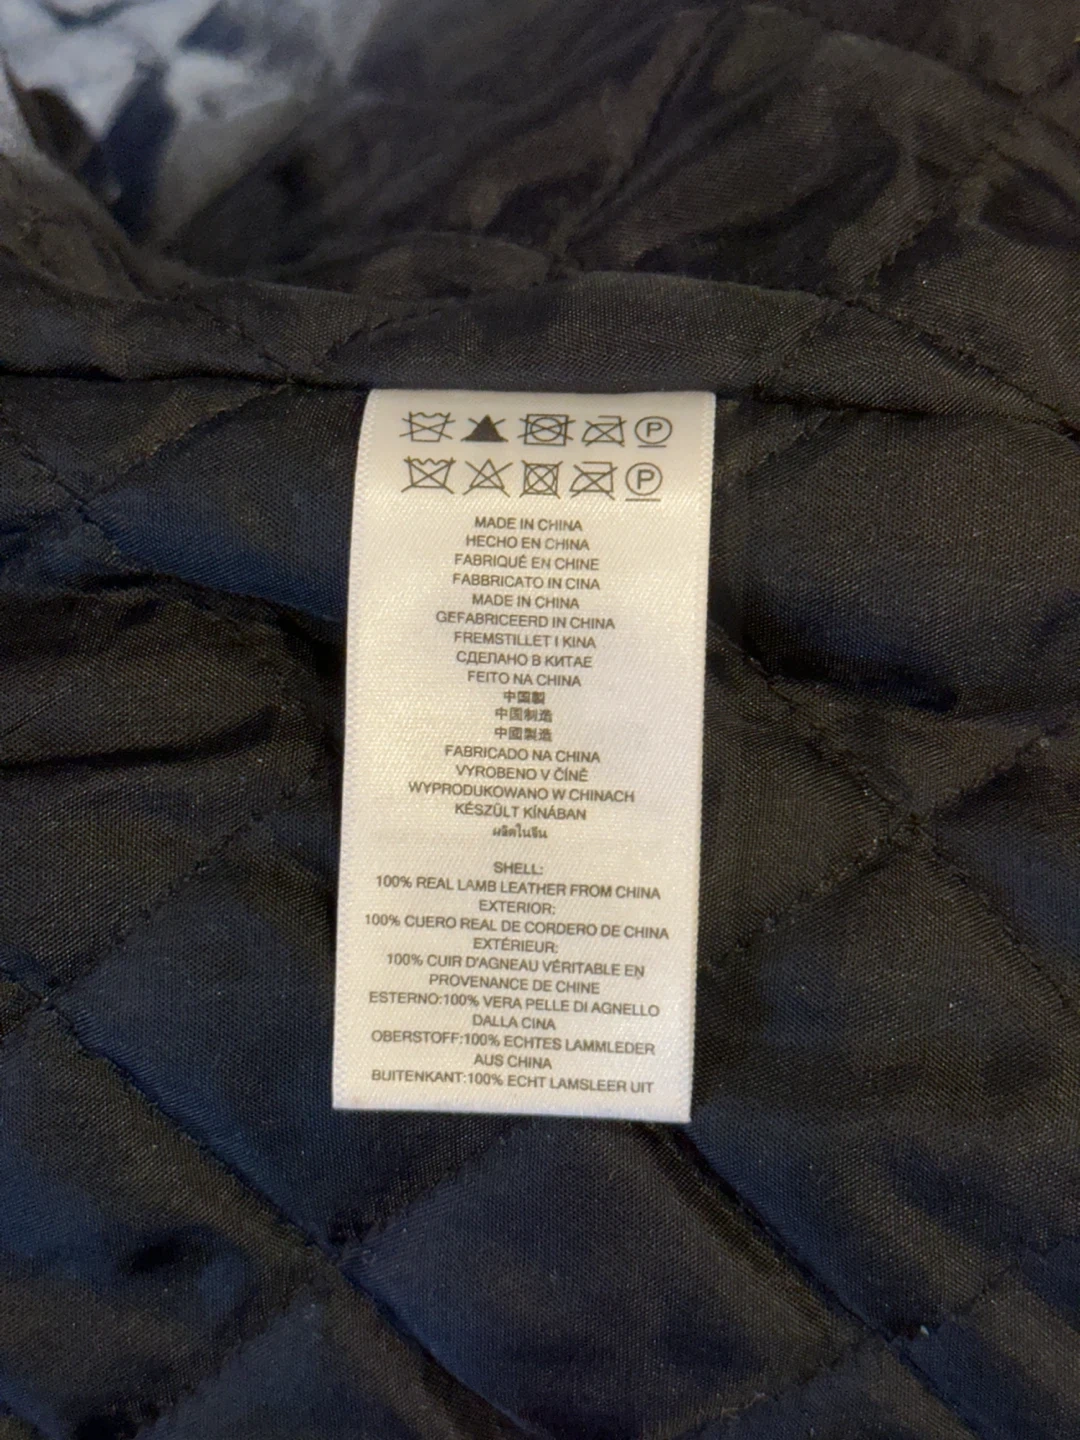 P
P
MADE IN CHINA
HECHO EN CHINA
FABRIQUÉ EN CHINE
FABBRICATO IN CINA
MADE IN CHINA
GEFABRICEERD IN CHINA
FREMSTILLET I KINA
СДЕЛАНО В КИТАЕ
FEITO NA CHINA
中国製
中国制造
中國製造
FABRICADO NA CHINA
VYROBENO V ČÍNĚ
WYPRODUKOWANO W CHINACH
KÉSZÜLT KÍNÁBAN
ผลิตในจีน
SHELL:
100% REAL LAMB LEATHER FROM CHINA
EXTERIOR:
100% CUERO REAL DE CORDERO DE CHINA
EXTÉRIEUR:
100% CUIR D'AGNEAU VÉRITABLE EN
PROVENANCE DE CHINE
ESTERNO:100% VERA PELLE DI AGNELLO
DALLA CINA
OBERSTOFF:100% ECHTES LAMMLEDER
AUS CHINA
BUITENKANT:100% ECHT LAMSLEER UIT